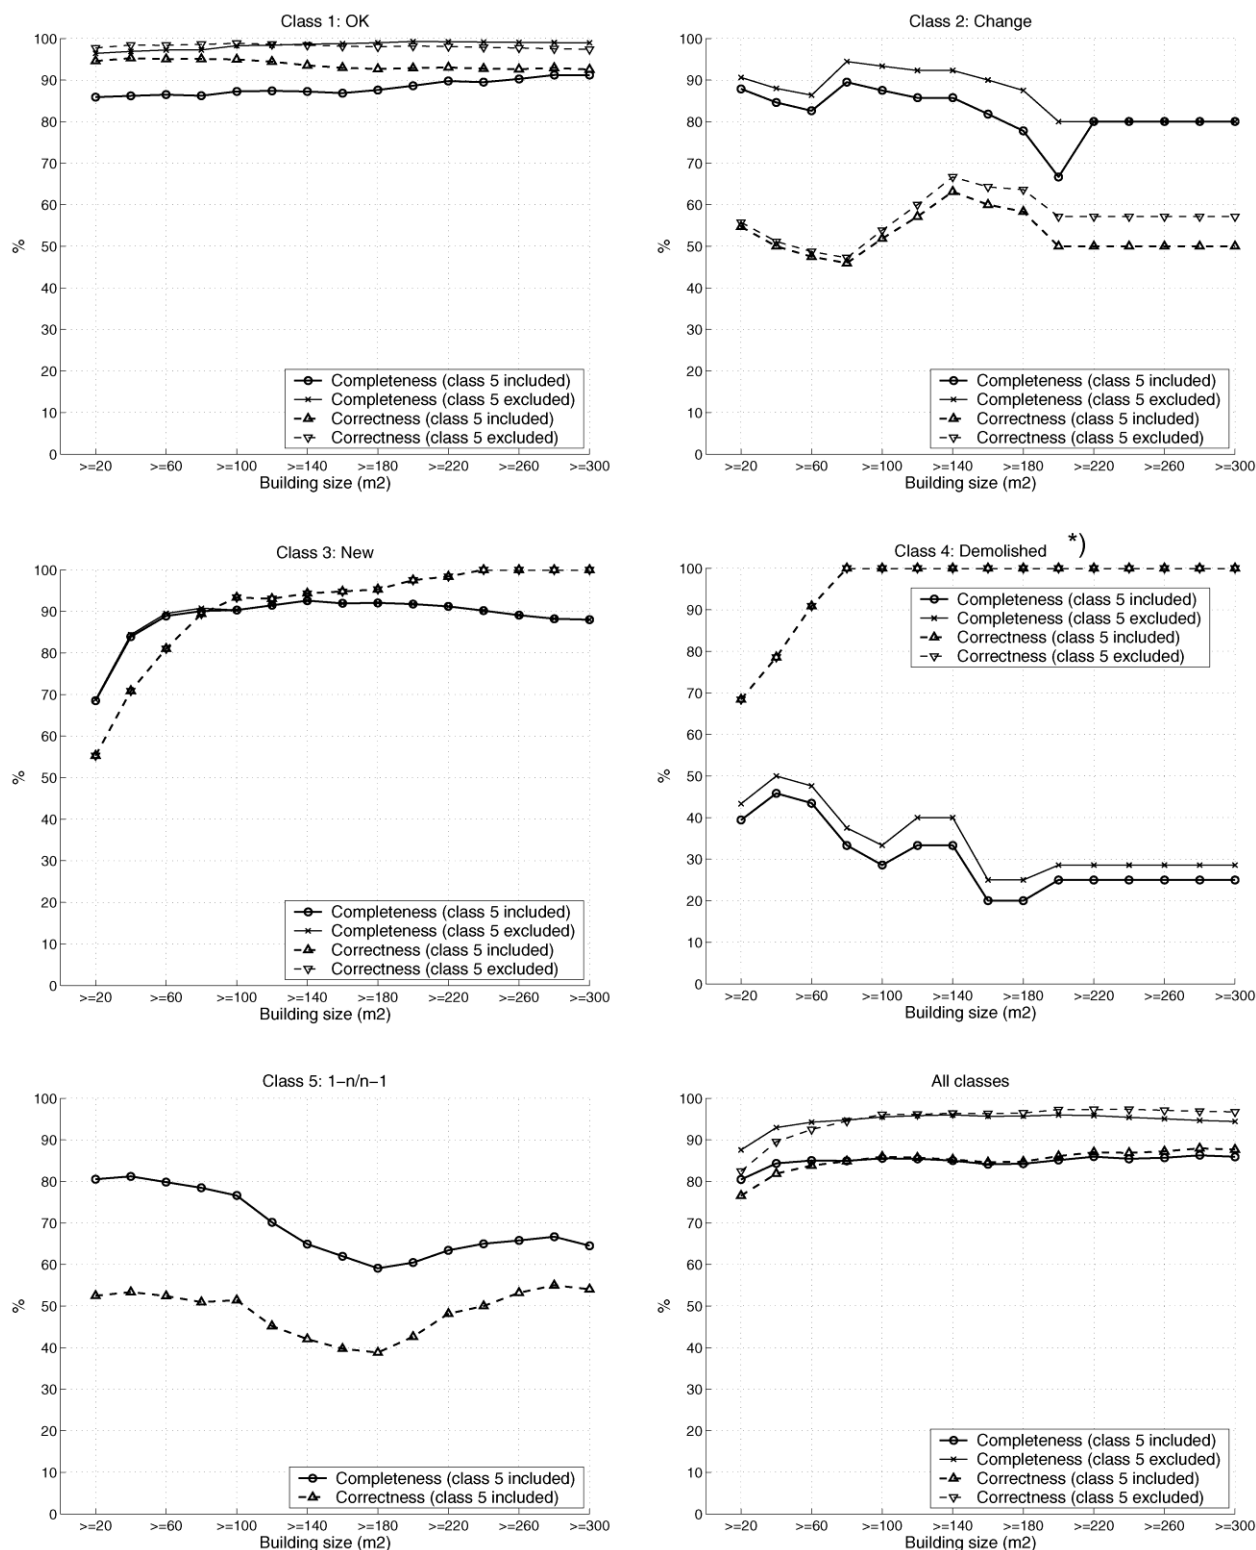 Class 1: OK
100
90
80
70
60
50
40
30
20
10
0
%
Completeness (class 5 included)
Completeness (class 5 excluded)
Correctness (class 5 included)
Correctness (class 5 excluded)
>=20 >=60 >=100 >=140 >=180 >=220 >=260 >=300
Building size (m2)
Class 2: Change
100
90
80
70
60
50
40
30
20
10
0
%
Completeness (class 5 included)
Completeness (class 5 excluded)
Correctness (class 5 included)
Correctness (class 5 excluded)
>=20 >=60 >=100 >=140 >=180 >=220 >=260 >=300
Building size (m2)
Class 3: New
100
90
80
70
60
50
40
30
20
10
0
%
Completeness (class 5 included)
Completeness (class 5 excluded)
Correctness (class 5 included)
Correctness (class 5 excluded)
>=20 >=60 >=100 >=140 >=180 >=220 >=260 >=300
Building size (m2)
Class 4: Demolished *)
100
90
80
70
60
50
40
30
20
10
0
%
Completeness (class 5 included)
Completeness (class 5 excluded)
Correctness (class 5 included)
Correctness (class 5 excluded)
>=20 >=60 >=100 >=140 >=180 >=220 >=260 >=300
Building size (m2)
Class 5: 1−n/n−1
100
90
80
70
60
50
40
30
20
10
0
%
Completeness (class 5 included)
Correctness (class 5 included)
>=20 >=60 >=100 >=140 >=180 >=220 >=260 >=300
Building size (m2)
All classes
100
90
80
70
60
50
40
30
20
10
0
%
Completeness (class 5 included)
Completeness (class 5 excluded)
Correctness (class 5 included)
Correctness (class 5 excluded)
>=20 >=60 >=100 >=140 >=180 >=220 >=260 >=300
Building size (m2)